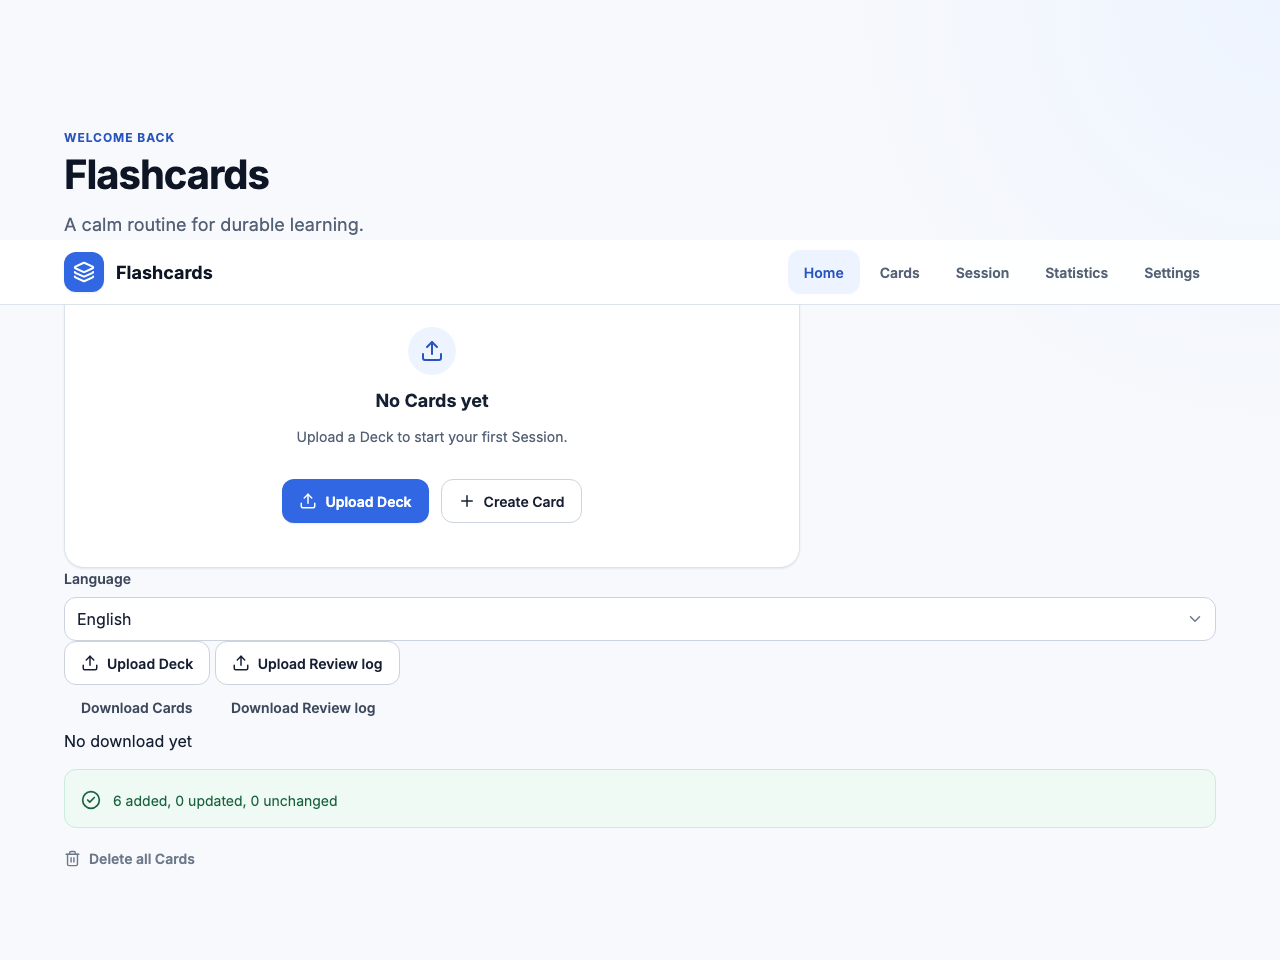 WELCOME BACK
Flashcards
A calm routine for durable learning.
Flashcards
Home
Cards
Session
Statistics
Settings
No Cards yet
Upload a Deck to start your first Session.
Upload Deck
Create Card
Language
English
Upload Deck
Upload Review log
Download Cards
Download Review log
No download yet
6 added, 0 updated, 0 unchanged
Delete all Cards